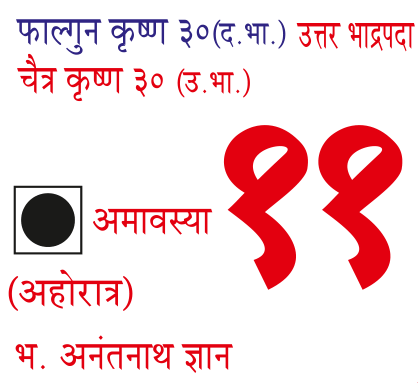 फाल्गुन कृष्ण ३०(द.भा.) उत्तर भाद्रपदा
चैत्र कृष्ण ३० (उ.भा.)
११
अमावस्या
(अहोरात्र)
भ. अनंतनाथ ज्ञान